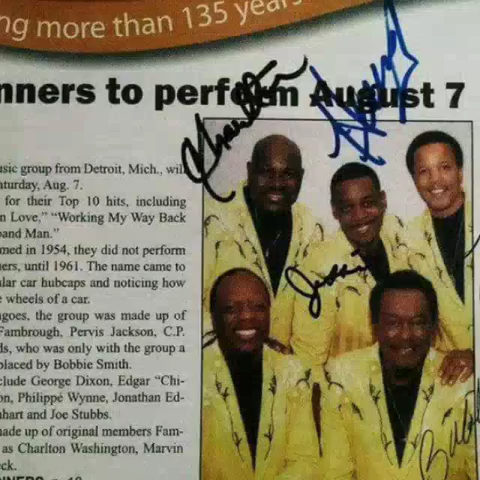 ng more than 135 years
nners to perform August 7
usic group from Detroit, Mich., will
aturday, Aug. 7.
for their Top 10 hits, including
n Love," "Working My Way Back
band Man."
med in 1954, they did not perform
ers, until 1961. The name came to
lar car hubcaps and noticing how
e wheels of a car.
goes, the group was made up of
Fambrough, Pervis Jackson, C.P.
ds, who was only with the group a
placed by Bobbie Smith.
clude George Dixon, Edgar "Chi-
on, Philippé Wynne, Jonathan Ed-
hart and Joe Stubbs.
made up of original members Fam-
as Charlton Washington, Marvin
ck.
Charlton
Jessie